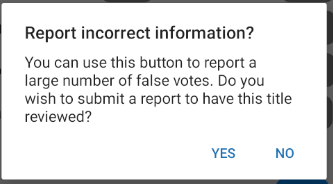 Report incorrect information?
You can use this button to report a
large number of false votes. Do you
wish to submit a report to have this title
reviewed?
YES NO